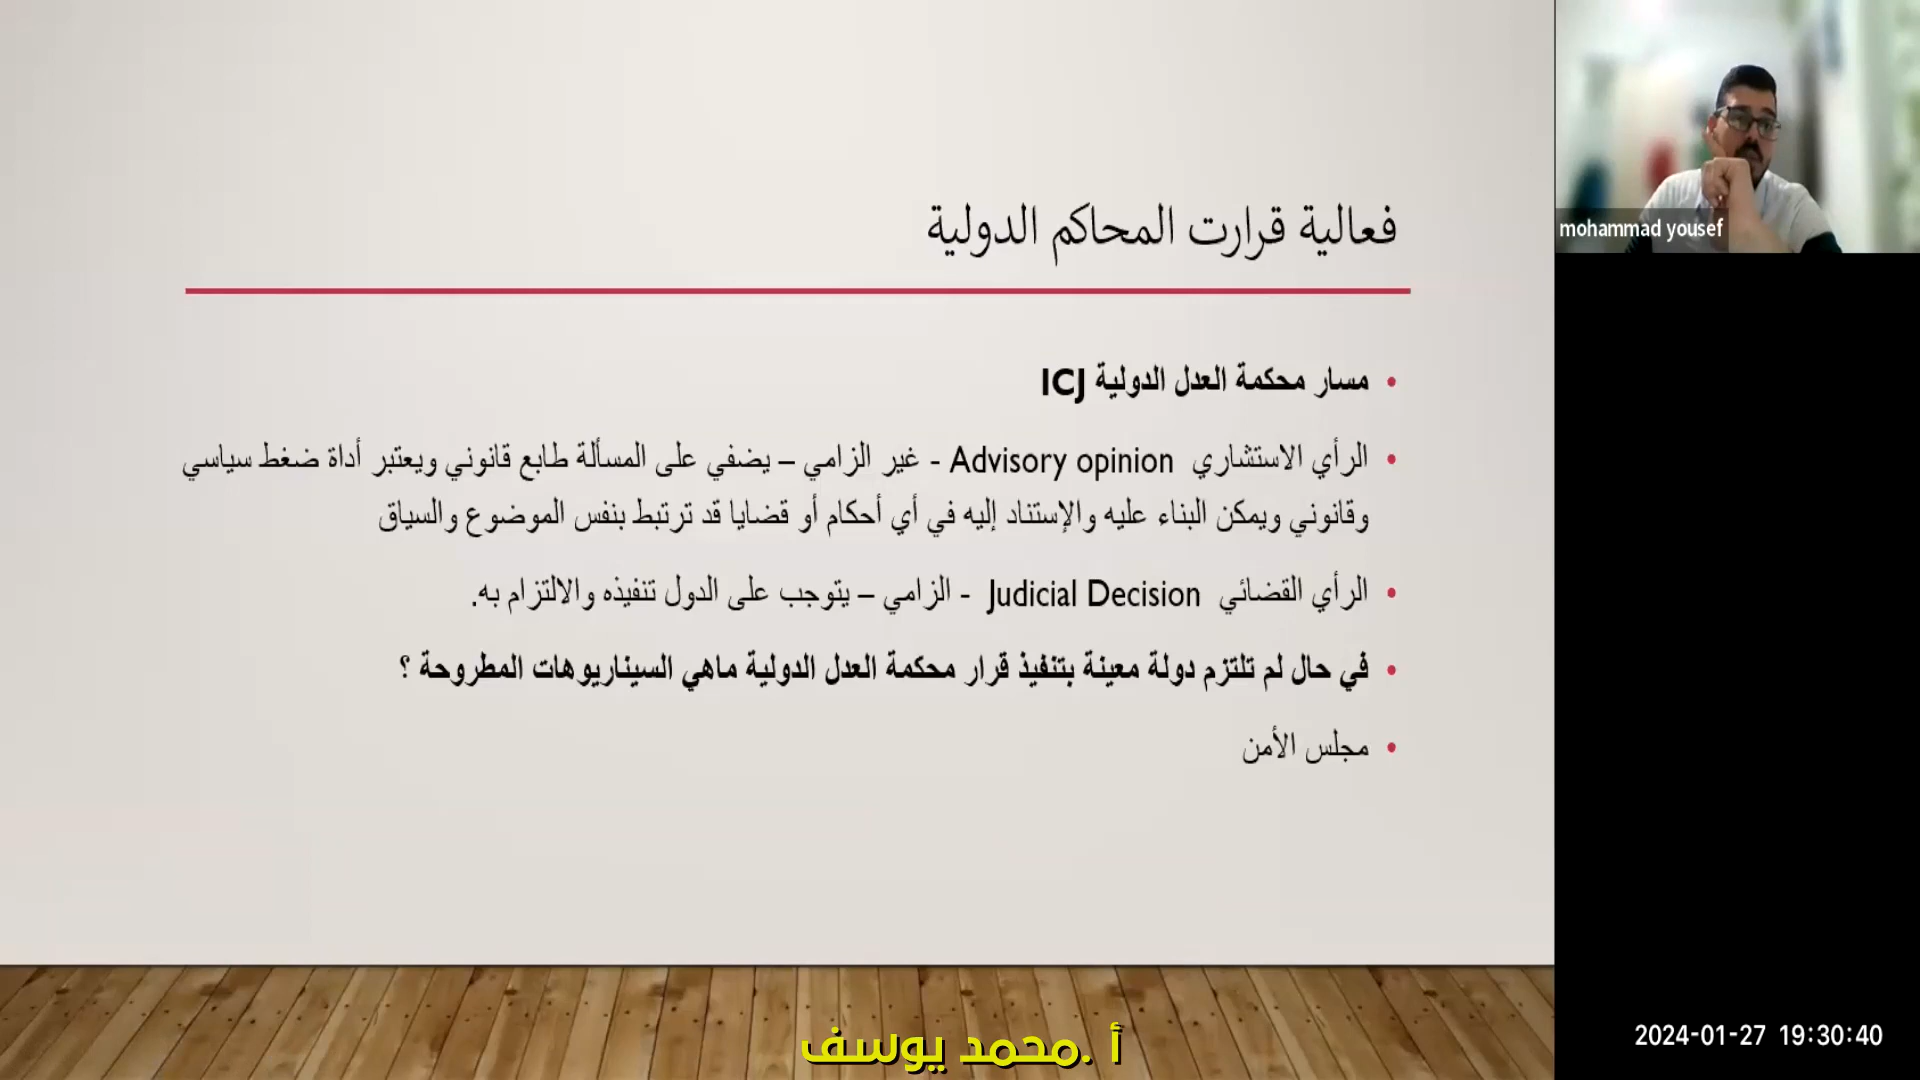 فعالية قرارت المحاكم الدولية
• مسار محكمة العدل الدولية ICJ
• الرأي الاستشاري Advisory opinion - غير الزامي – يضفي على المسألة طابع قانوني ويعتبر أداة ضغط سياسي
وقانوني ويمكن البناء عليه والإستناد إليه في أي أحكام أو قضايا قد ترتبط بنفس الموضوع والسياق
• الرأي القضائي Judicial Decision - الزامي – يتوجب على الدول تنفيذه والالتزام به.
• في حال لم تلتزم دولة معينة بتنفيذ قرار محكمة العدل الدولية ماهي السيناريوهات المطروحة ؟
• مجلس الأمن
mohammad yousef
أ .محمد يوسف
2024-01-27 19:30:40